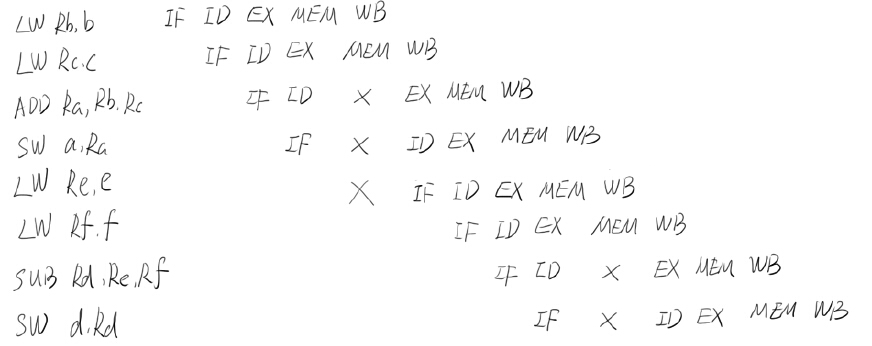 LW Rb,b IF ID EX MEM WB
LW Rc,c IF ID EX MEM WB
ADD Ra,Rb,Rc IF ID X EX MEM WB
SW a,Ra IF X ID EX MEM WB
LW Re,e X IF ID EX MEM WB
LW Rf,f IF ID EX MEM WB
SUB Rd,Re,Rf IF ID X EX MEM WB
SW d,Rd IF X ID EX MEM WB